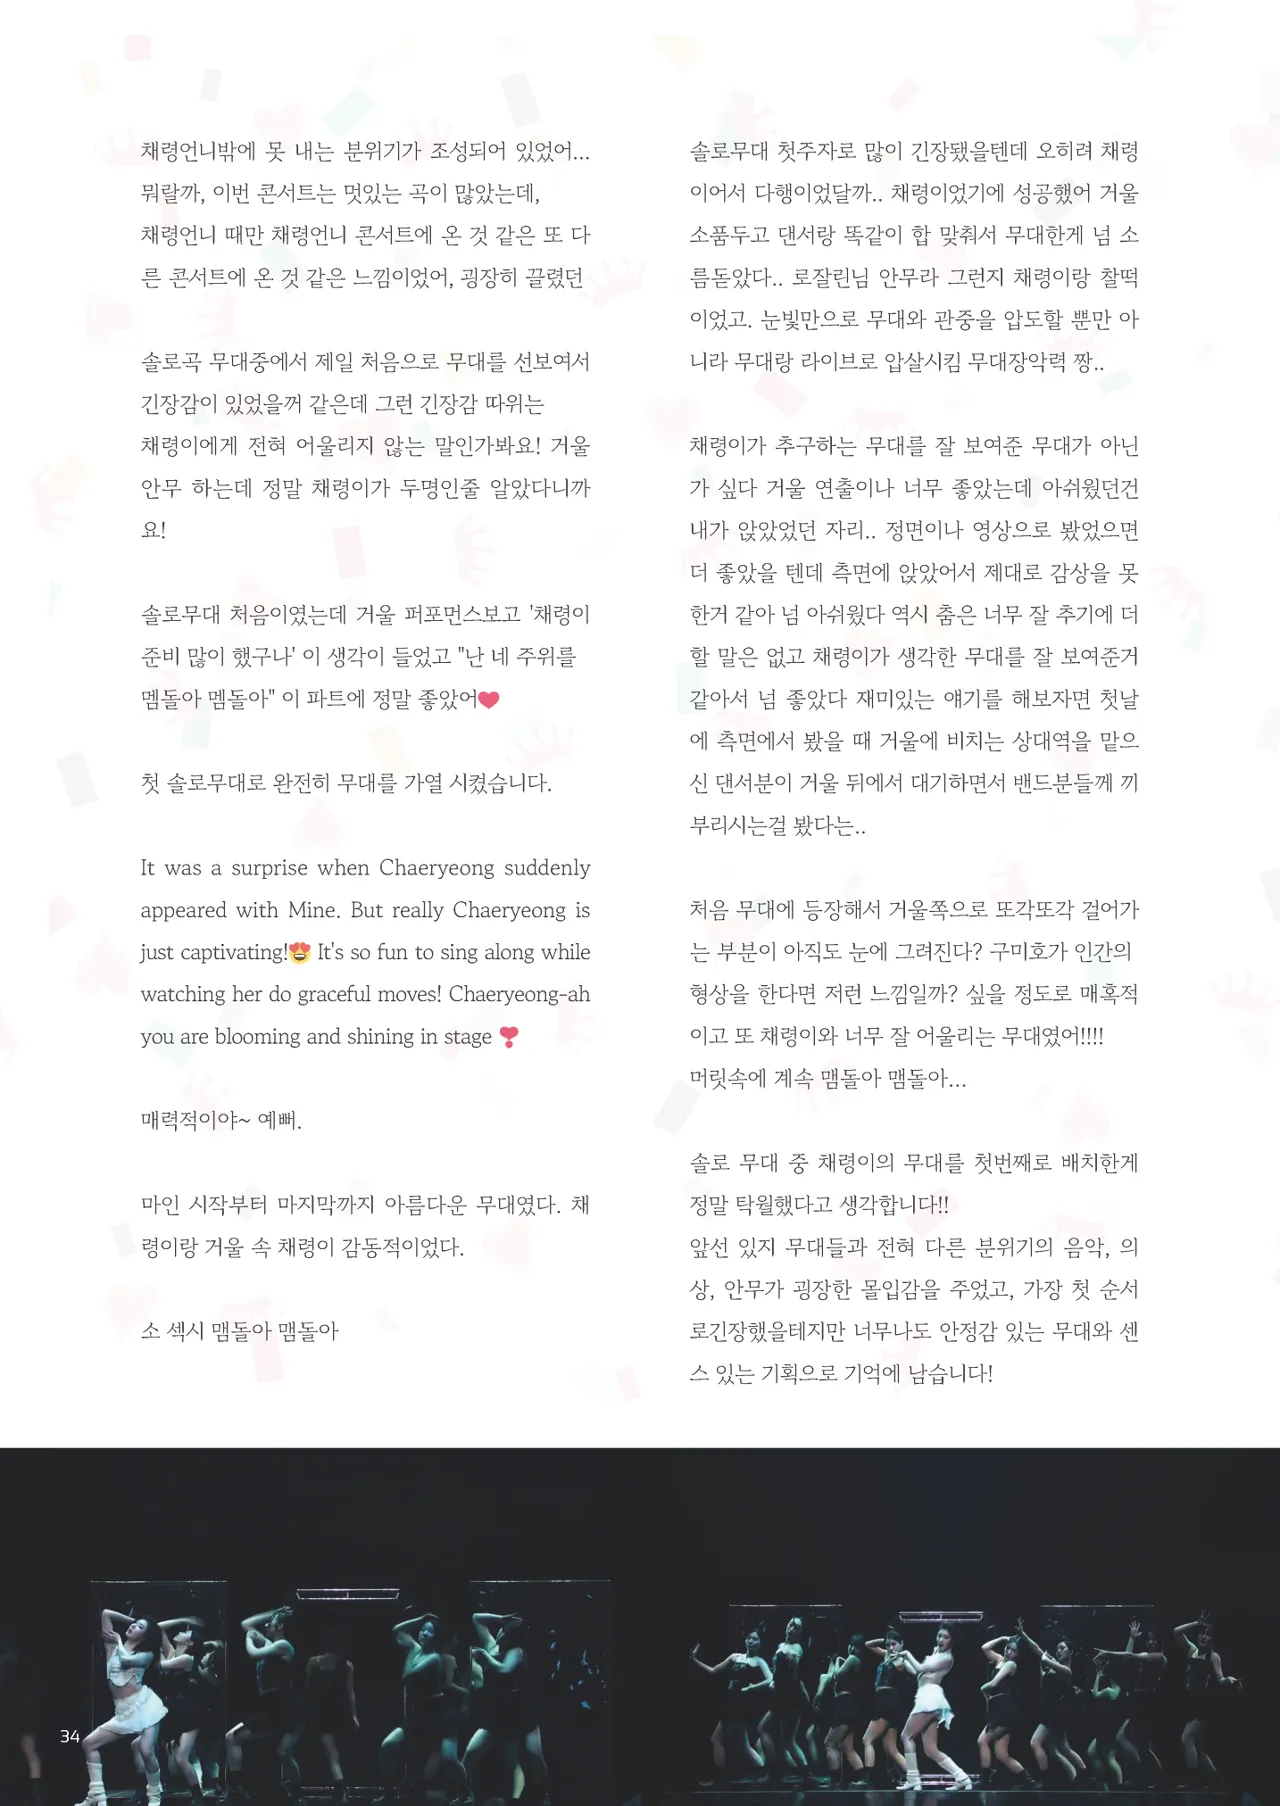 채령언니밖에 못 내는 분위기가 조성되어 있었어...
뭐랄까, 이번 콘서트는 멋있는 곡이 많았는데,
채령언니 때만 채령언니 콘서트에 온 것 같은 또 다
른 콘서트에 온 것 같은 느낌이었어, 굉장히 끌렸던
솔로곡 무대중에서 제일 처음으로 무대를 선보여서
긴장감이 있었을꺼 같은데 그런 긴장감 따위는
채령이에게 전혀 어울리지 않는 말인가봐요! 거울
안무 하는데 정말 채령이가 두명인줄 알았다니까
요!
솔로무대 처음이였는데 거울 퍼포먼스보고 '채령이
준비 많이 했구나' 이 생각이 들었고 "난 네 주위를
멤돌아 멤돌아" 이 파트에 정말 좋았어❤
첫 솔로무대로 완전히 무대를 가열 시켰습니다.
It was a surprise when Chaeryeong suddenly
appeared with Mine. But really Chaeryeong is
just captivating!😍 It's so fun to sing along while
watching her do graceful moves! Chaeryeong-ah
you are blooming and shining in stage ❣
매력적이야~ 예뻐.
마인 시작부터 마지막까지 아름다운 무대였다. 채
령이랑 거울 속 채령이 감동적이었다.
소 섹시 맴돌아 맴돌아
솔로무대 첫주자로 많이 긴장됐을텐데 오히려 채령
이어서 다행이었달까.. 채령이었기에 성공했어 거울
소품두고 댄서랑 똑같이 합 맞춰서 무대한게 넘 소
름돋았다.. 로잘린님 안무라 그런지 채령이랑 찰떡
이었고. 눈빛만으로 무대와 관중을 압도할 뿐만 아
니라 무대랑 라이브로 압살시킴 무대장악력 짱..
채령이가 추구하는 무대를 잘 보여준 무대가 아닌
가 싶다 거울 연출이나 너무 좋았는데 아쉬웠던건
내가 앉았었던 자리.. 정면이나 영상으로 봤었으면
더 좋았을 텐데 측면에 앉았어서 제대로 감상을 못
한거 같아 넘 아쉬웠다 역시 춤은 너무 잘 추기에 더
할 말은 없고 채령이가 생각한 무대를 잘 보여준거
같아서 넘 좋았다 재미있는 얘기를 해보자면 첫날
에 측면에서 봤을 때 거울에 비치는 상대역을 맡으
신 댄서분이 거울 뒤에서 대기하면서 밴드분들께 끼
부리시는걸 봤다는..
처음 무대에 등장해서 거울쪽으로 또각또각 걸어가
는 부분이 아직도 눈에 그려진다? 구미호가 인간의
형상을 한다면 저런 느낌일까? 싶을 정도로 매혹적
이고 또 채령이와 너무 잘 어울리는 무대였어!!!!
머릿속에 계속 맴돌아 맴돌아...
솔로 무대 중 채령이의 무대를 첫번째로 배치한게
정말 탁월했다고 생각합니다!!
앞선 있지 무대들과 전혀 다른 분위기의 음악, 의
상, 안무가 굉장한 몰입감을 주었고, 가장 첫 순서
로긴장했을테지만 너무나도 안정감 있는 무대와 센
스 있는 기획으로 기억에 남습니다!
34